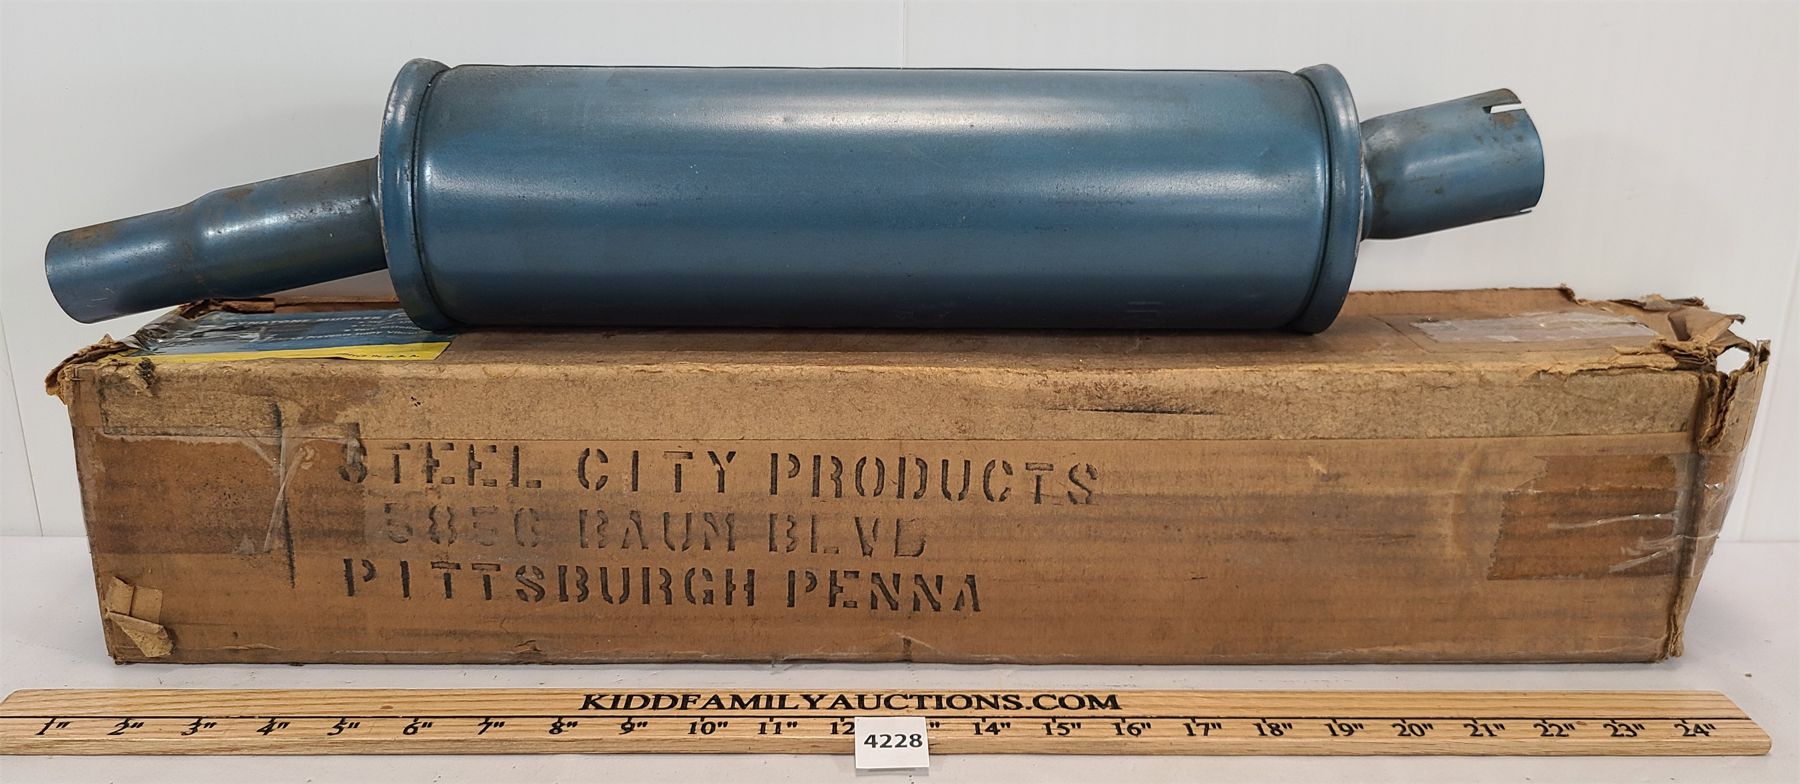 STEEL CITY PRODUCTS
5850 BAUM BLVD
PITTSBURGH PENNA
KIDDFAMILYAUCTIONS.COM
1" 2" 3" 4" 5" 6" 7" 8" 9" 10" 11" 12 " 14" 15" 16" 17" 18" 19" 20" 21" 22" 23" 24"
4228